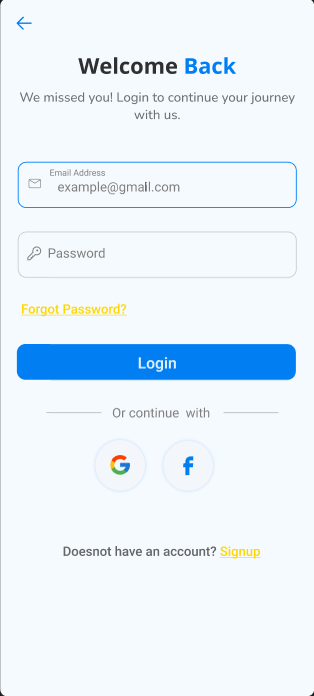 Welcome Back
We missed you! Login to continue your journey
with us.
Email Address
example@gmail.com
Password
Forgot Password?
Login
Or continue with
Doesnot have an account? Signup